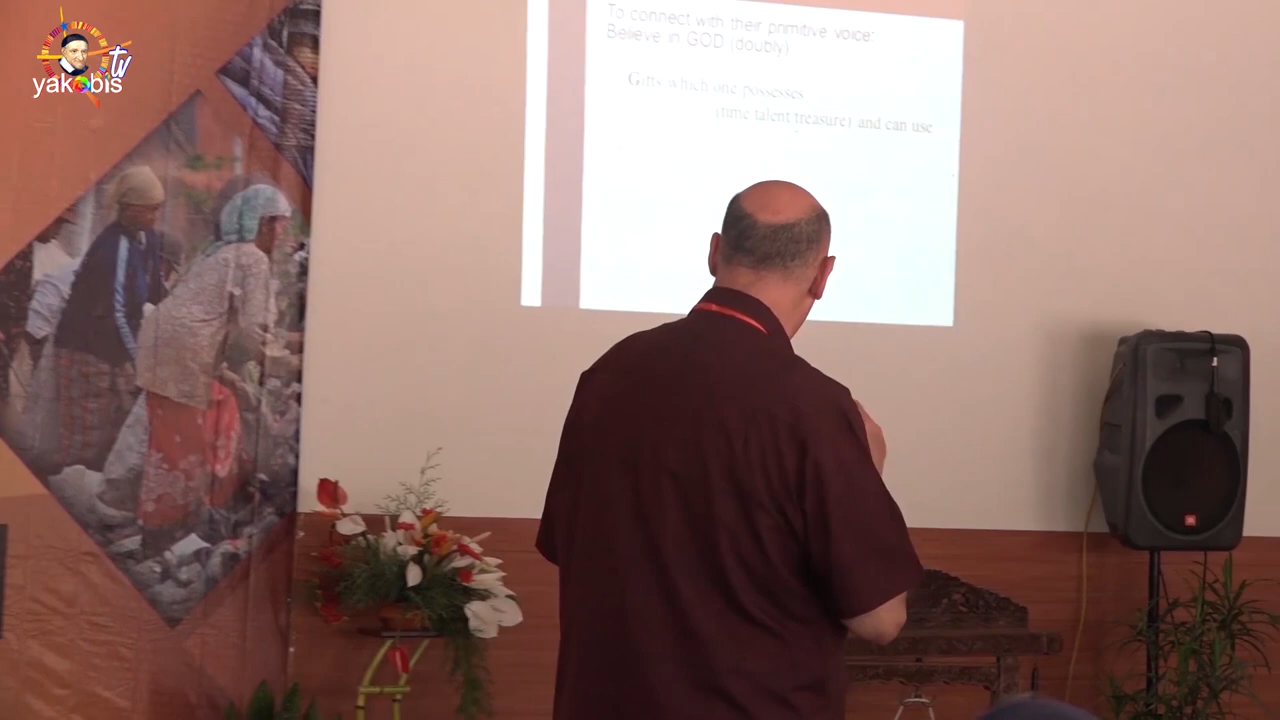 yakobis
tv
To connect with their primitive voice:
Believe in GOD (doubly)
Gifts which one possesses
(time talent treasure) and can use